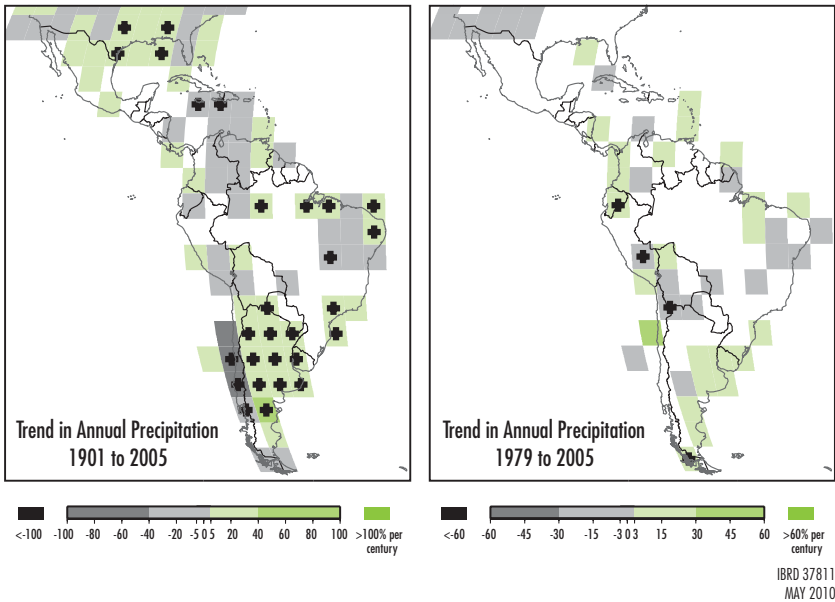 Trend in Annual Precipitation
1901 to 2005
<-100 -100 -80 -60 -40 -20 -5 0 5 20 40 60 80 100 >100% per
century
Trend in Annual Precipitation
1979 to 2005
<-60 -60 -45 -30 -15 -3 0 3 15 30 45 60 >60% per
century
IBRD 37811
MAY 2010